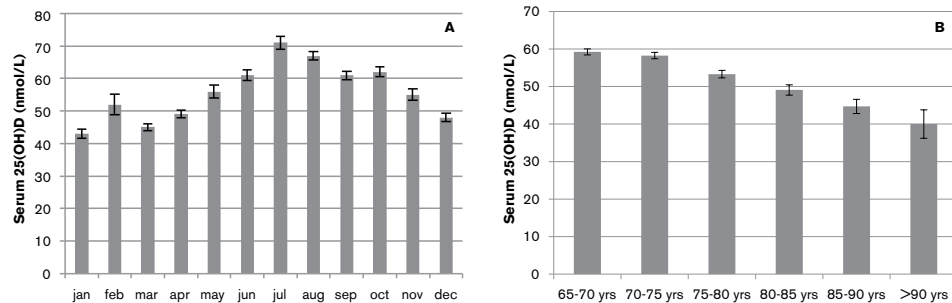 A
Serum 25(OH)D (nmol/L)
80
70
60
50
40
30
20
10
0
jan feb mar apr may jun jul aug sep oct nov dec
B
Serum 25(OH)D (nmol/L)
70
60
50
40
30
20
10
0
65-70 yrs 70-75 yrs 75-80 yrs 80-85 yrs 85-90 yrs >90 yrs